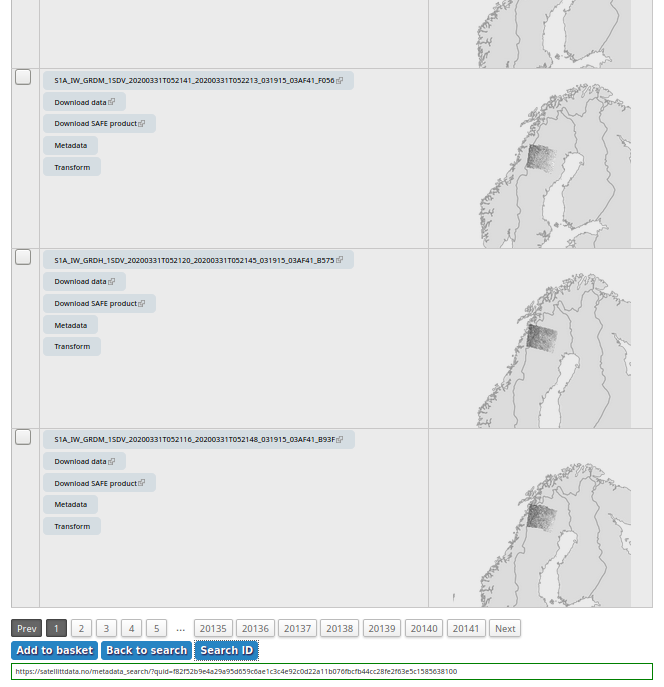 S1A_IW_GRDM_1SDV_20200331T052141_20200331T052213_031915_03AF41_F056
Download data
Download SAFE product
Metadata
Transform
S1A_IW_GRDH_1SDV_20200331T052120_20200331T052145_031915_03AF41_B575
Download data
Download SAFE product
Metadata
Transform
S1A_IW_GRDM_1SDV_20200331T052116_20200331T052148_031915_03AF41_B93F
Download data
Download SAFE product
Metadata
Transform
Prev 1 2 3 4 5 ... 20135 20136 20137 20138 20139 20140 20141 Next
Add to basket Back to search Search ID
https://satellittdata.no/metadata_search/?quid=f82f52b9e4a29a95d659c6ae1c3c4e92c0d22a11b076fbcfb44cc28fe2f63e5c1585638100